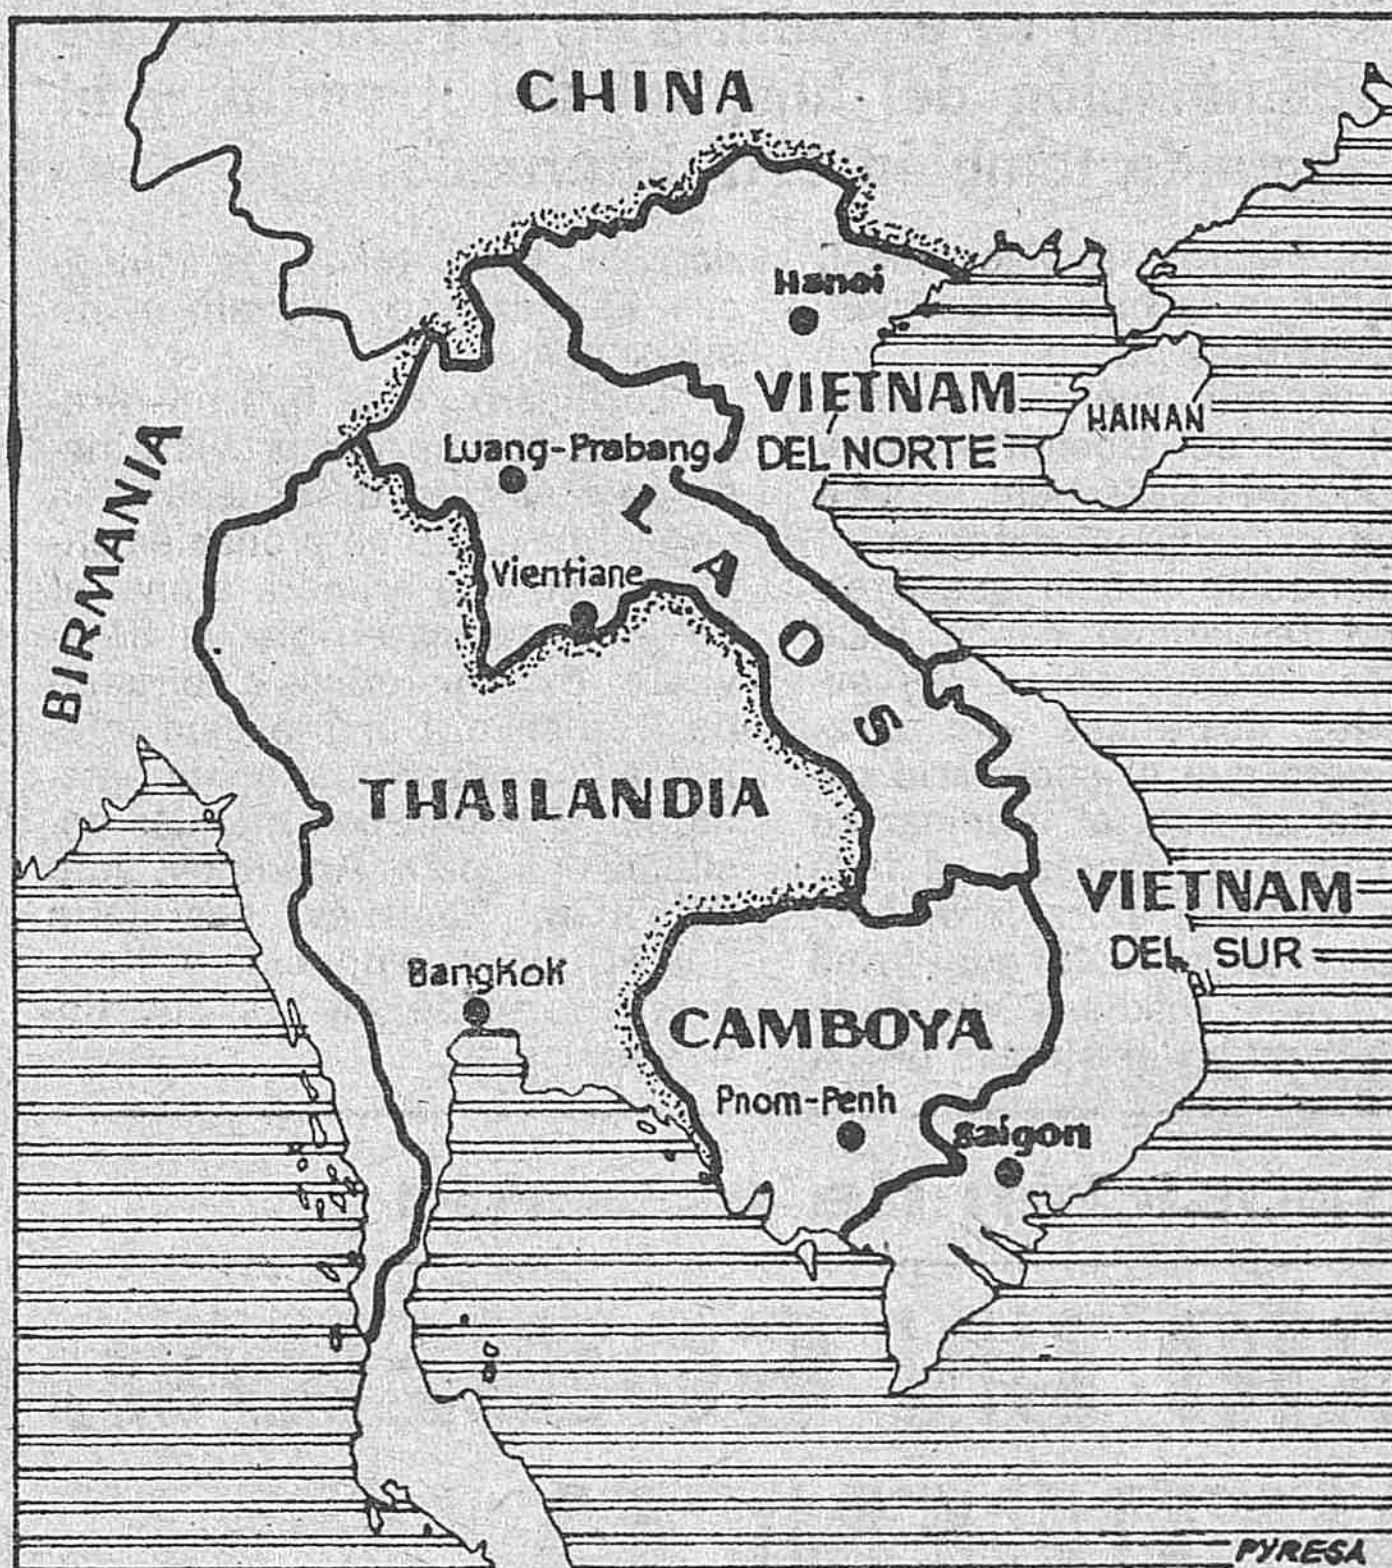 CHINA
Hanoi
VIETNAM
DEL NORTE
HAINAN
Luang-Prabang
LAOS
BIRMANIA
Vientiane
THAILANDIA
VIETNAM
DEL SUR
BangKoK
CAMBOYA
Pnom-Penh
Saigon
PYRESA